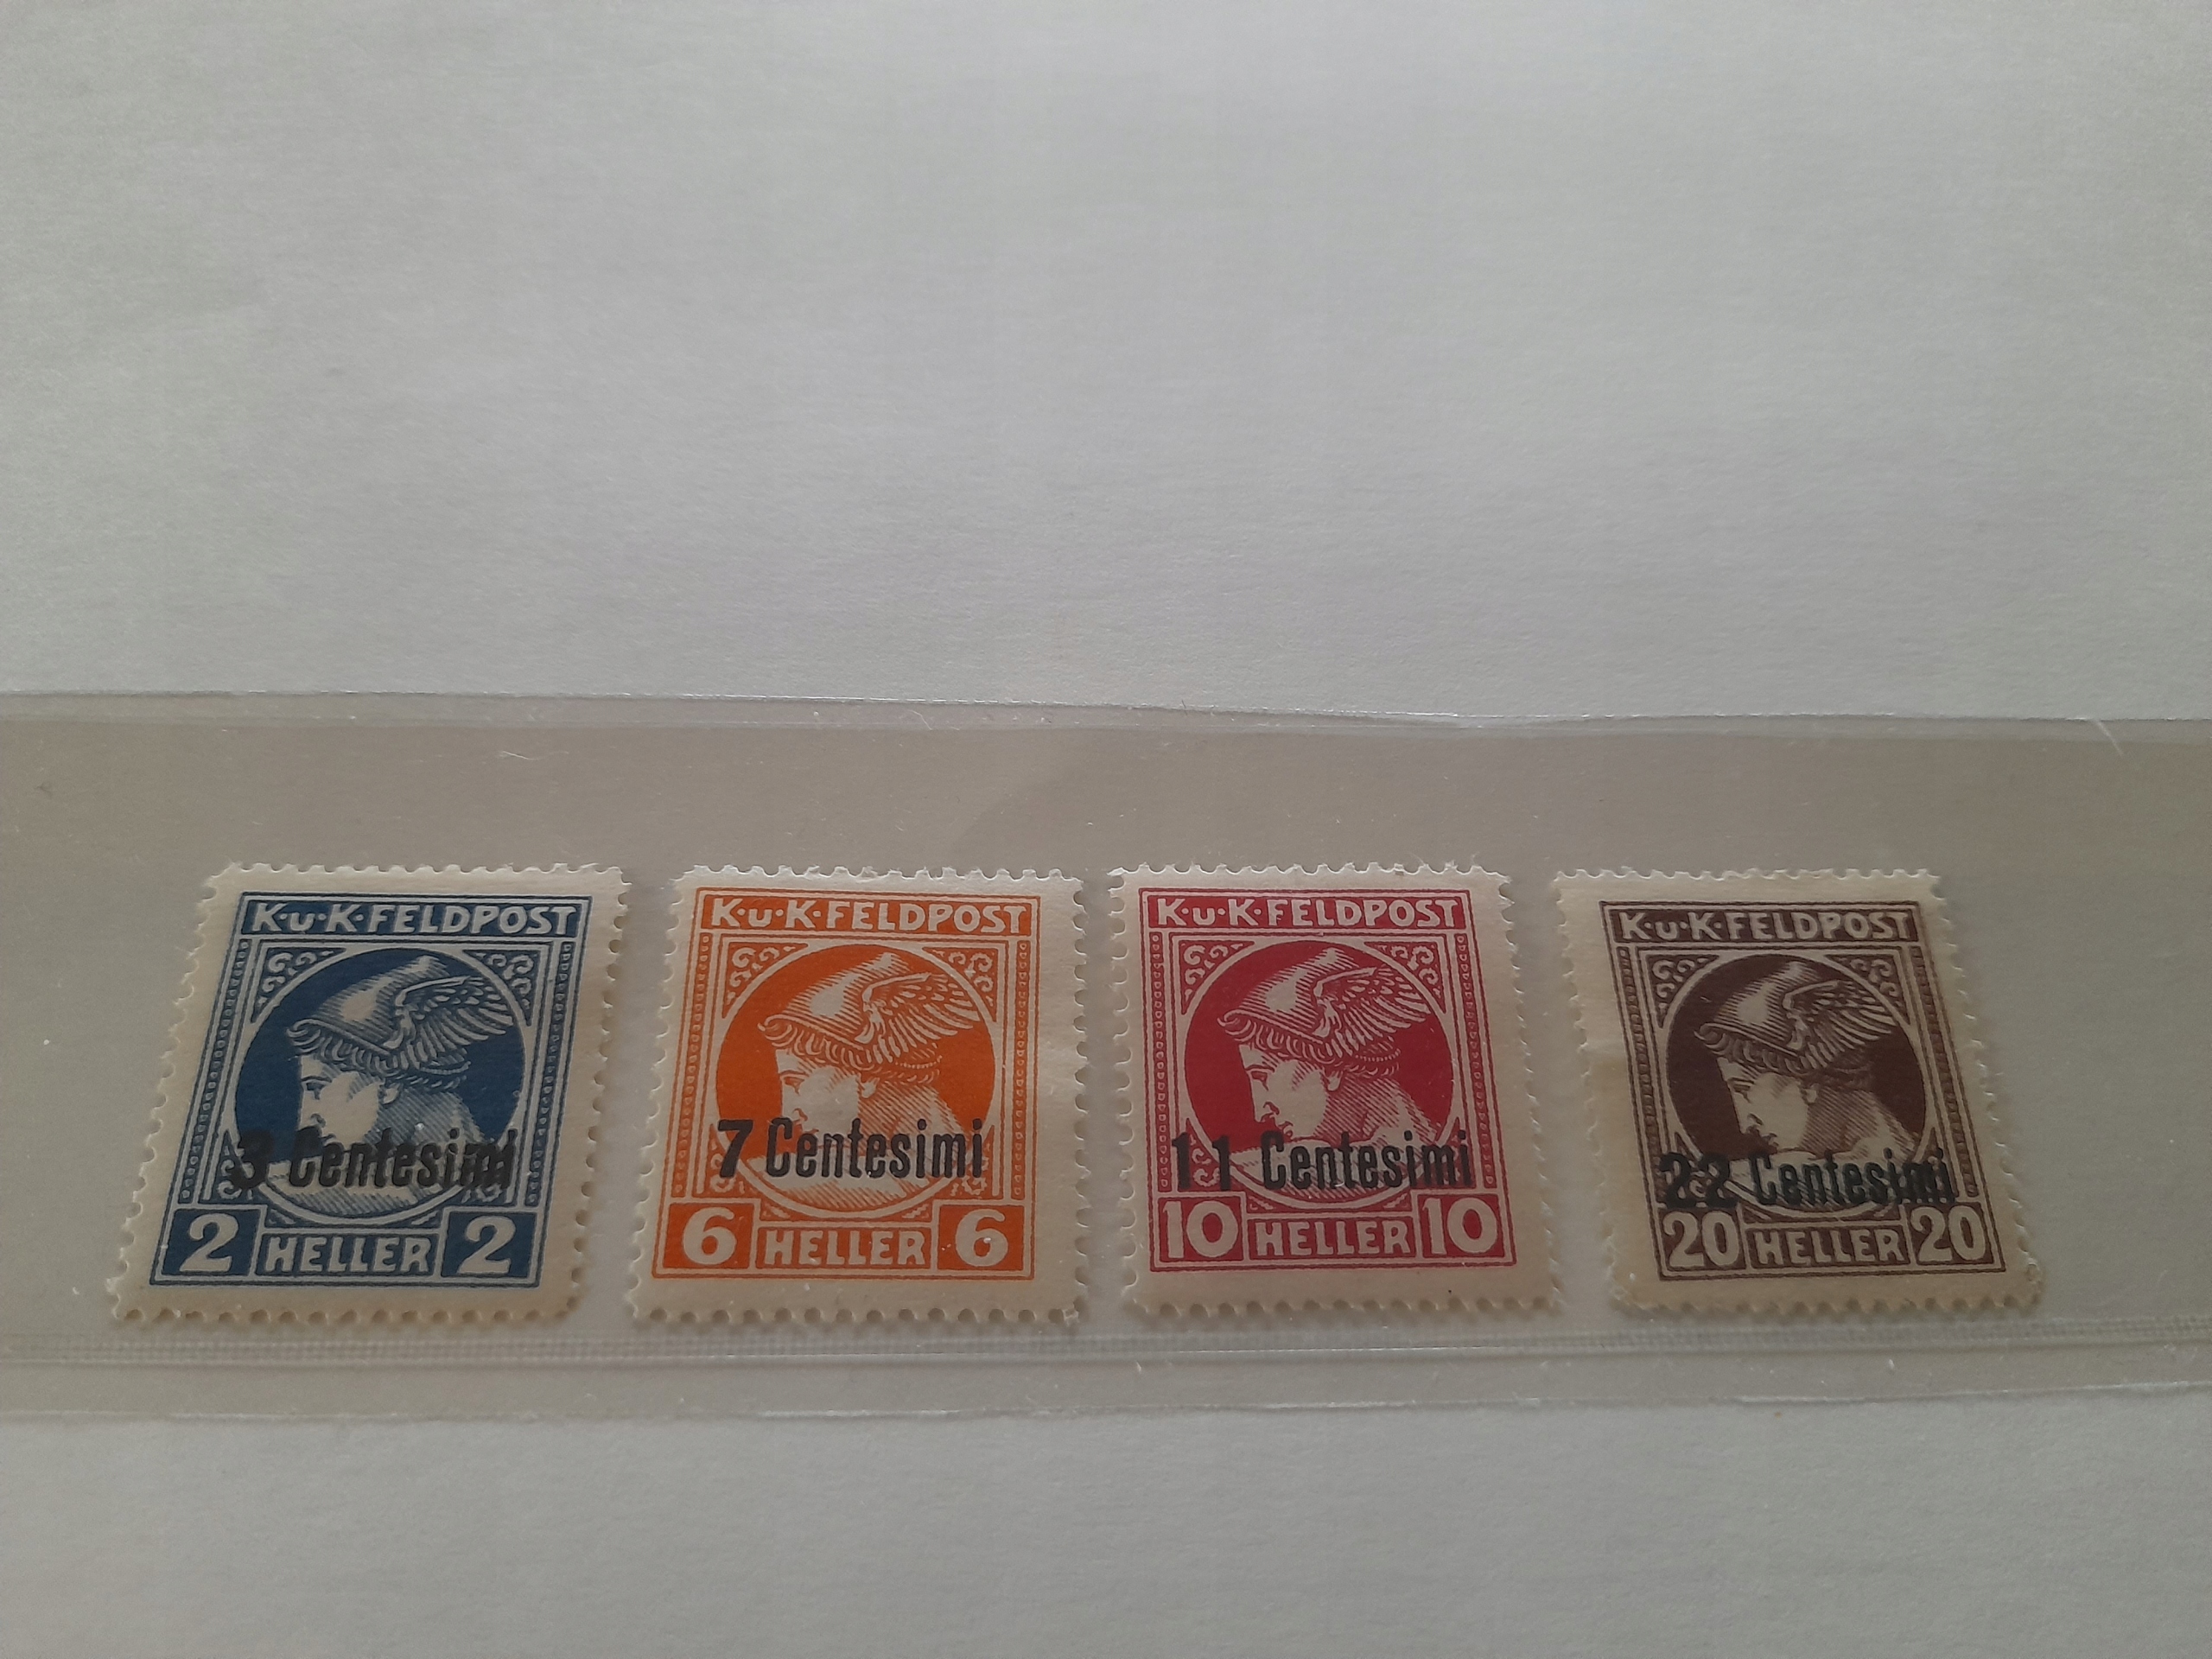 K·u·K·FELDPOST
3 Centesimi
2 HELLER 2
K·u·K·FELDPOST
7 Centesimi
6 HELLER 6
K·u·K·FELDPOST
11 Centesimi
10 HELLER 10
K·u·K·FELDPOST
22 Centesimi
20 HELLER 20